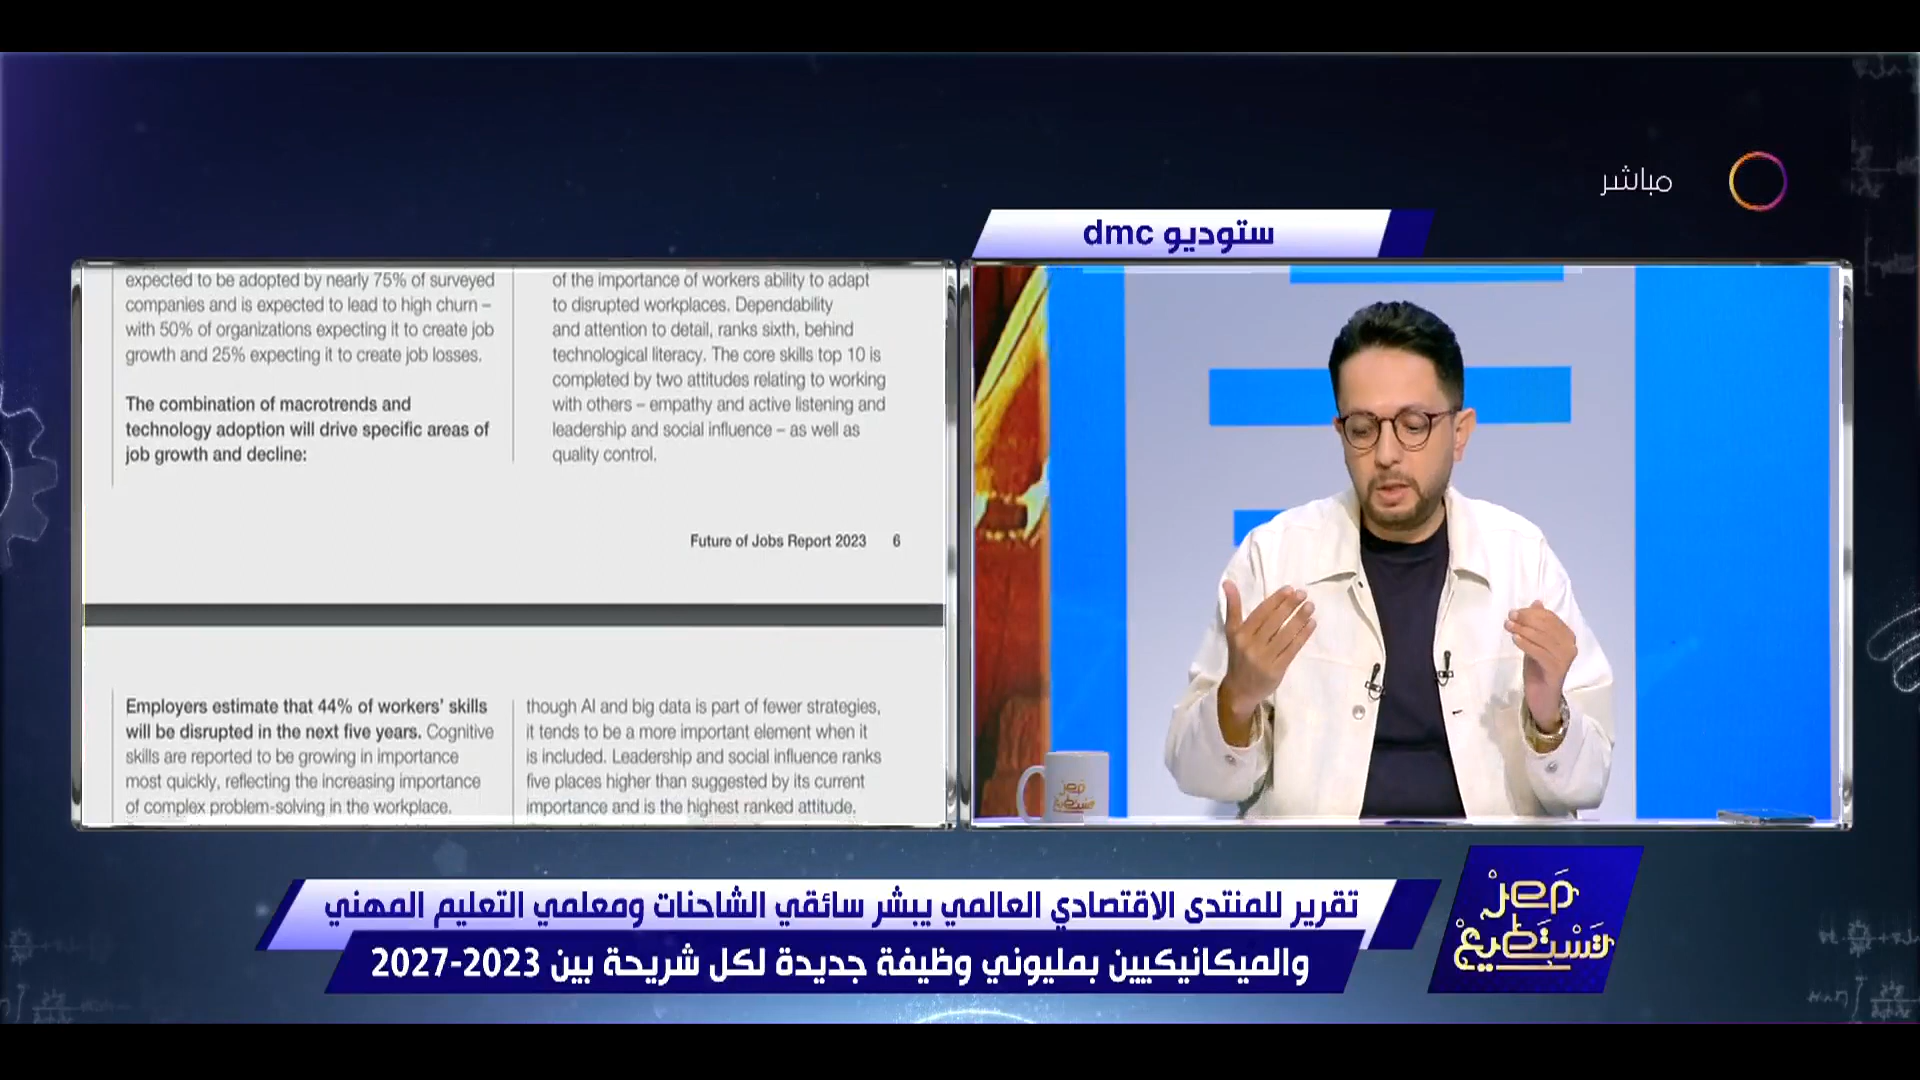 مباشر
ستوديو dmc
expected to be adopted by nearly 75% of surveyed
companies and is expected to lead to high churn –
with 50% of organizations expecting it to create job
growth and 25% expecting it to create job losses.
The combination of macrotrends and
technology adoption will drive specific areas of
job growth and decline:
of the importance of workers ability to adapt
to disrupted workplaces. Dependability
and attention to detail, ranks sixth, behind
technological literacy. The core skills top 10 is
completed by two attitudes relating to working
with others – empathy and active listening and
leadership and social influence – as well as
quality control.
Future of Jobs Report 2023 6
Employers estimate that 44% of workers’ skills
will be disrupted in the next five years. Cognitive
skills are reported to be growing in importance
most quickly, reflecting the increasing importance
of complex problem-solving in the workplace.
though AI and big data is part of fewer strategies,
it tends to be a more important element when it
is included. Leadership and social influence ranks
five places higher than suggested by its current
importance and is the highest ranked attitude.
مصر
تستطيع
تقرير للمنتدى الاقتصادي العالمي يبشر سائقي الشاحنات ومعلمي التعليم المهني
والميكانيكيين بمليوني وظيفة جديدة لكل شريحة بين 2023-2027
مصر
تستطيع